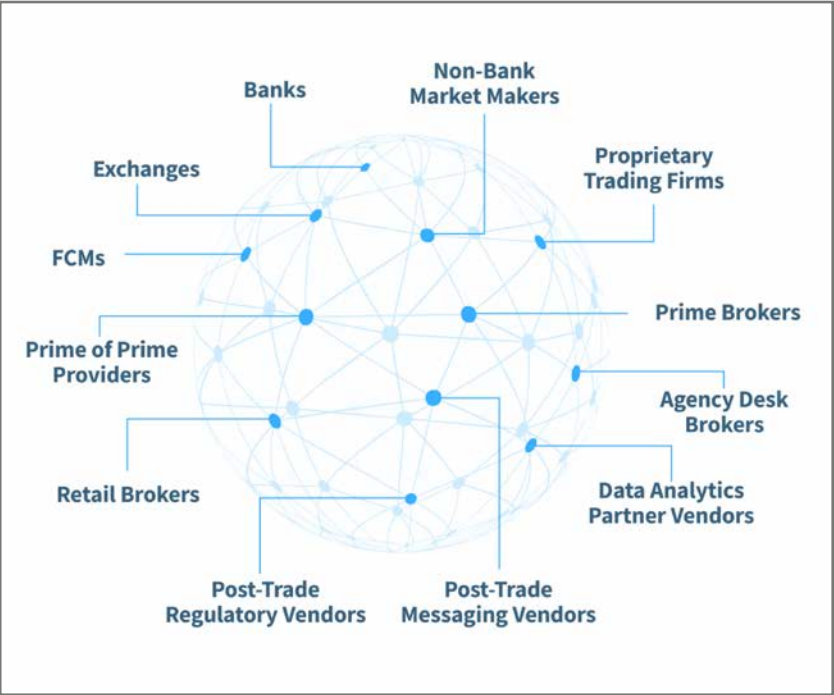 Banks
Non-Bank
Market Makers
Exchanges
Proprietary
Trading Firms
FCMs
Prime Brokers
Prime of Prime
Providers
Agency Desk
Brokers
Retail Brokers
Data Analytics
Partner Vendors
Post-Trade
Regulatory Vendors
Post-Trade
Messaging Vendors